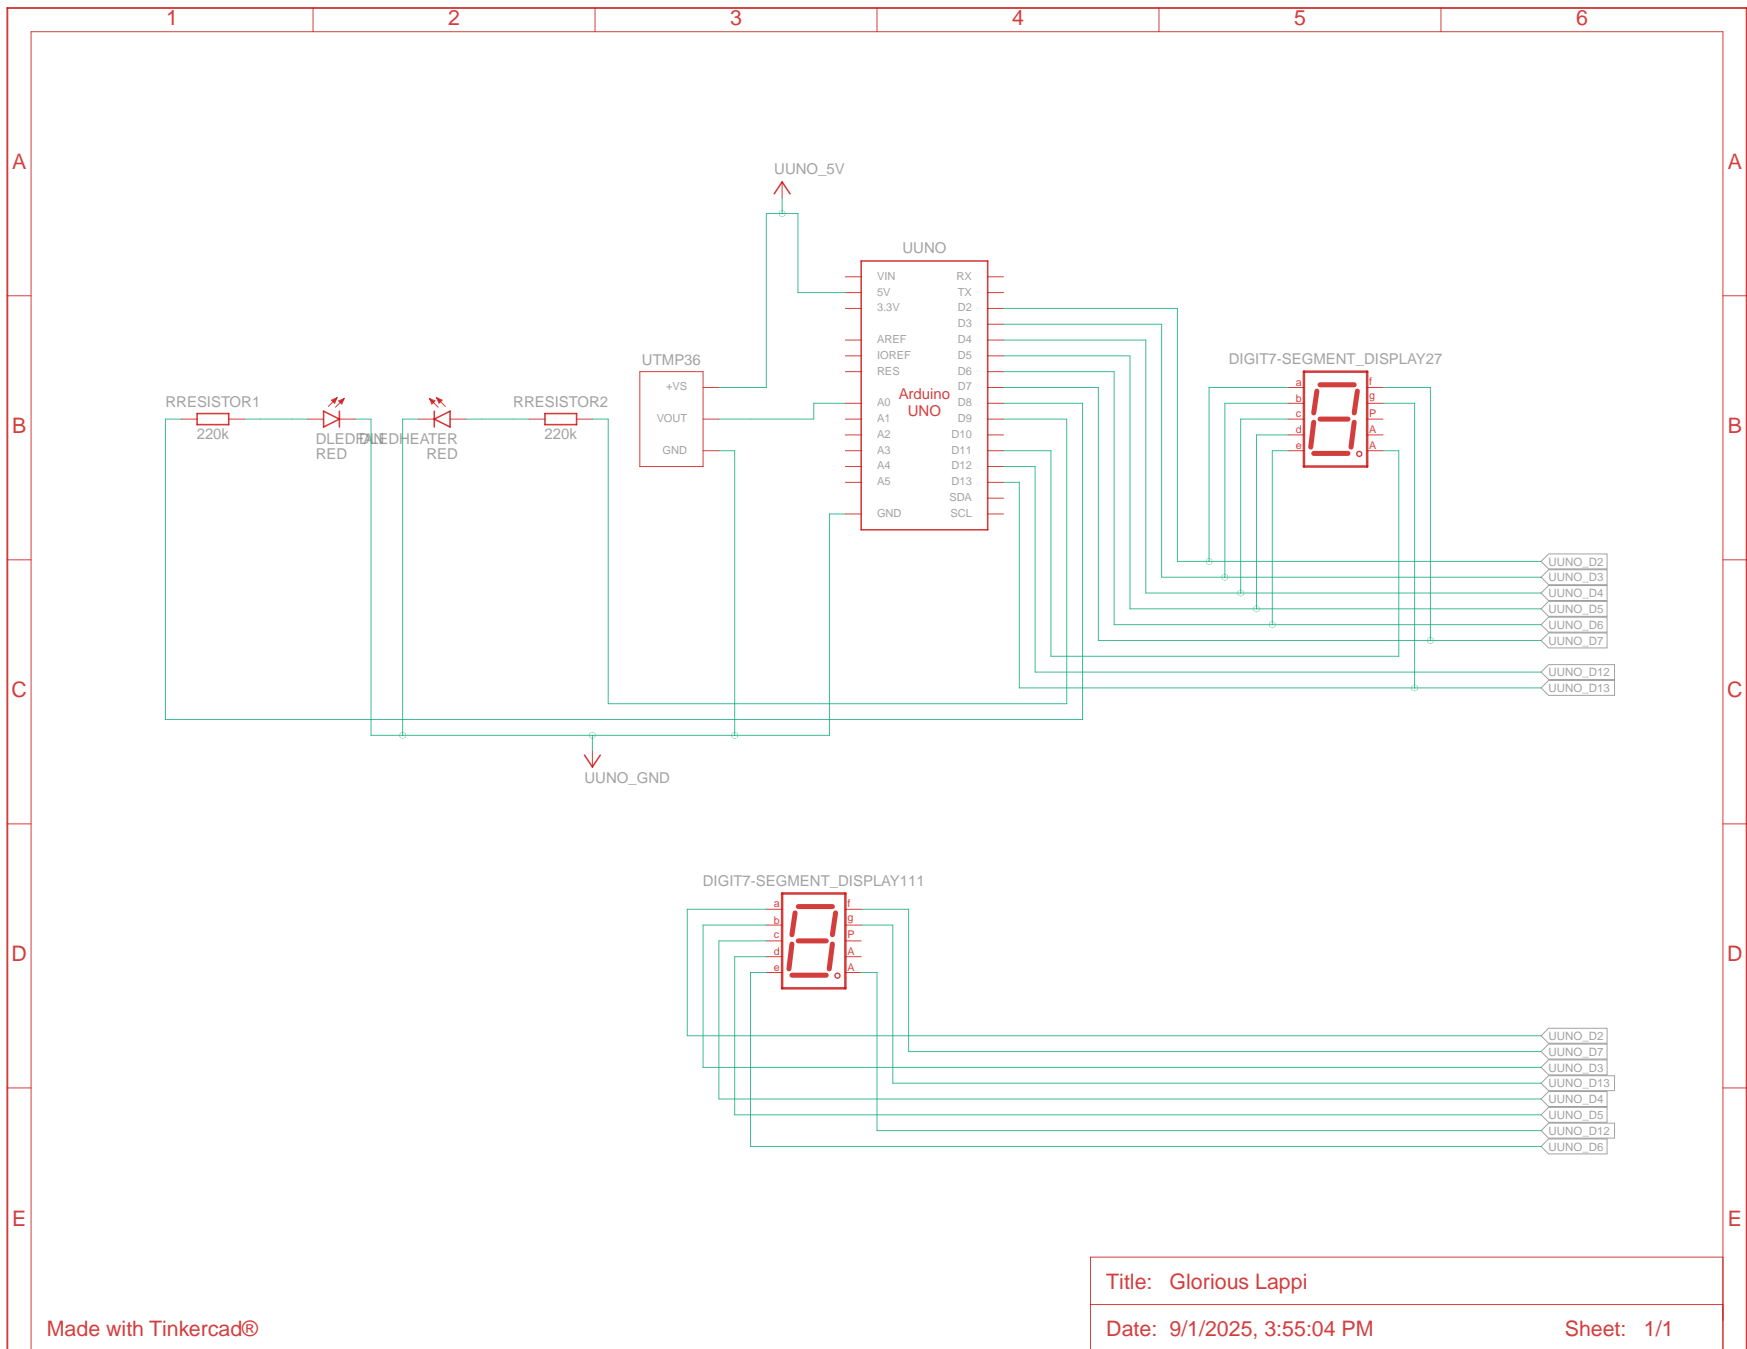 1 2 3 4 5 6
A A
UUNO_5V
UUNO
VIN RX
5V TX
3.3V D2
D3
AREF D4
IOREF D5
RES D6
D7
A0 D8
A1 D9
A2 D10
A3 D11
A4 D12
A5 D13
SDA
GND SCL
Arduino
UNO
UTMP36
+VS
VOUT
GND
RRESISTOR1
220k
DLEDFAN
RED
DLEDHEATER
RED
RRESISTOR2
220k
B B
DIGIT7-SEGMENT_DISPLAY27
a f
b g
c P
d A
e A
UUNO_D2
UUNO_D3
UUNO_D4
UUNO_D5
UUNO_D6
UUNO_D7
UUNO_D12
UUNO_D13
C C
UUNO_GND
DIGIT7-SEGMENT_DISPLAY111
a f
b g
c P
d A
e A
D D
UUNO_D2
UUNO_D7
UUNO_D3
UUNO_D13
UUNO_D4
UUNO_D5
UUNO_D12
UUNO_D6
E E
Title: Glorious Lappi
Made with Tinkercad®
Date: 9/1/2025, 3:55:04 PM Sheet: 1/1